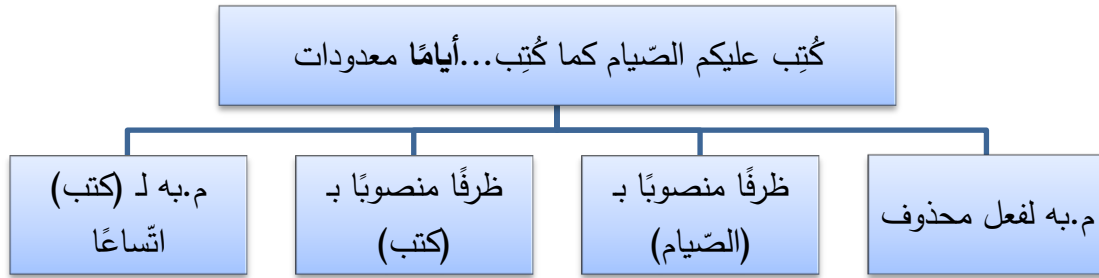 كُتِب عليكم الصّيام كما كُتِب...أيامًا معدودات
م.به لفعل محذوف
ظرفًا منصوبًا بـ
(الصّيام)
ظرفًا منصوبًا بـ
(كتب)
م.به لـ (كتب)
اتّساعًا